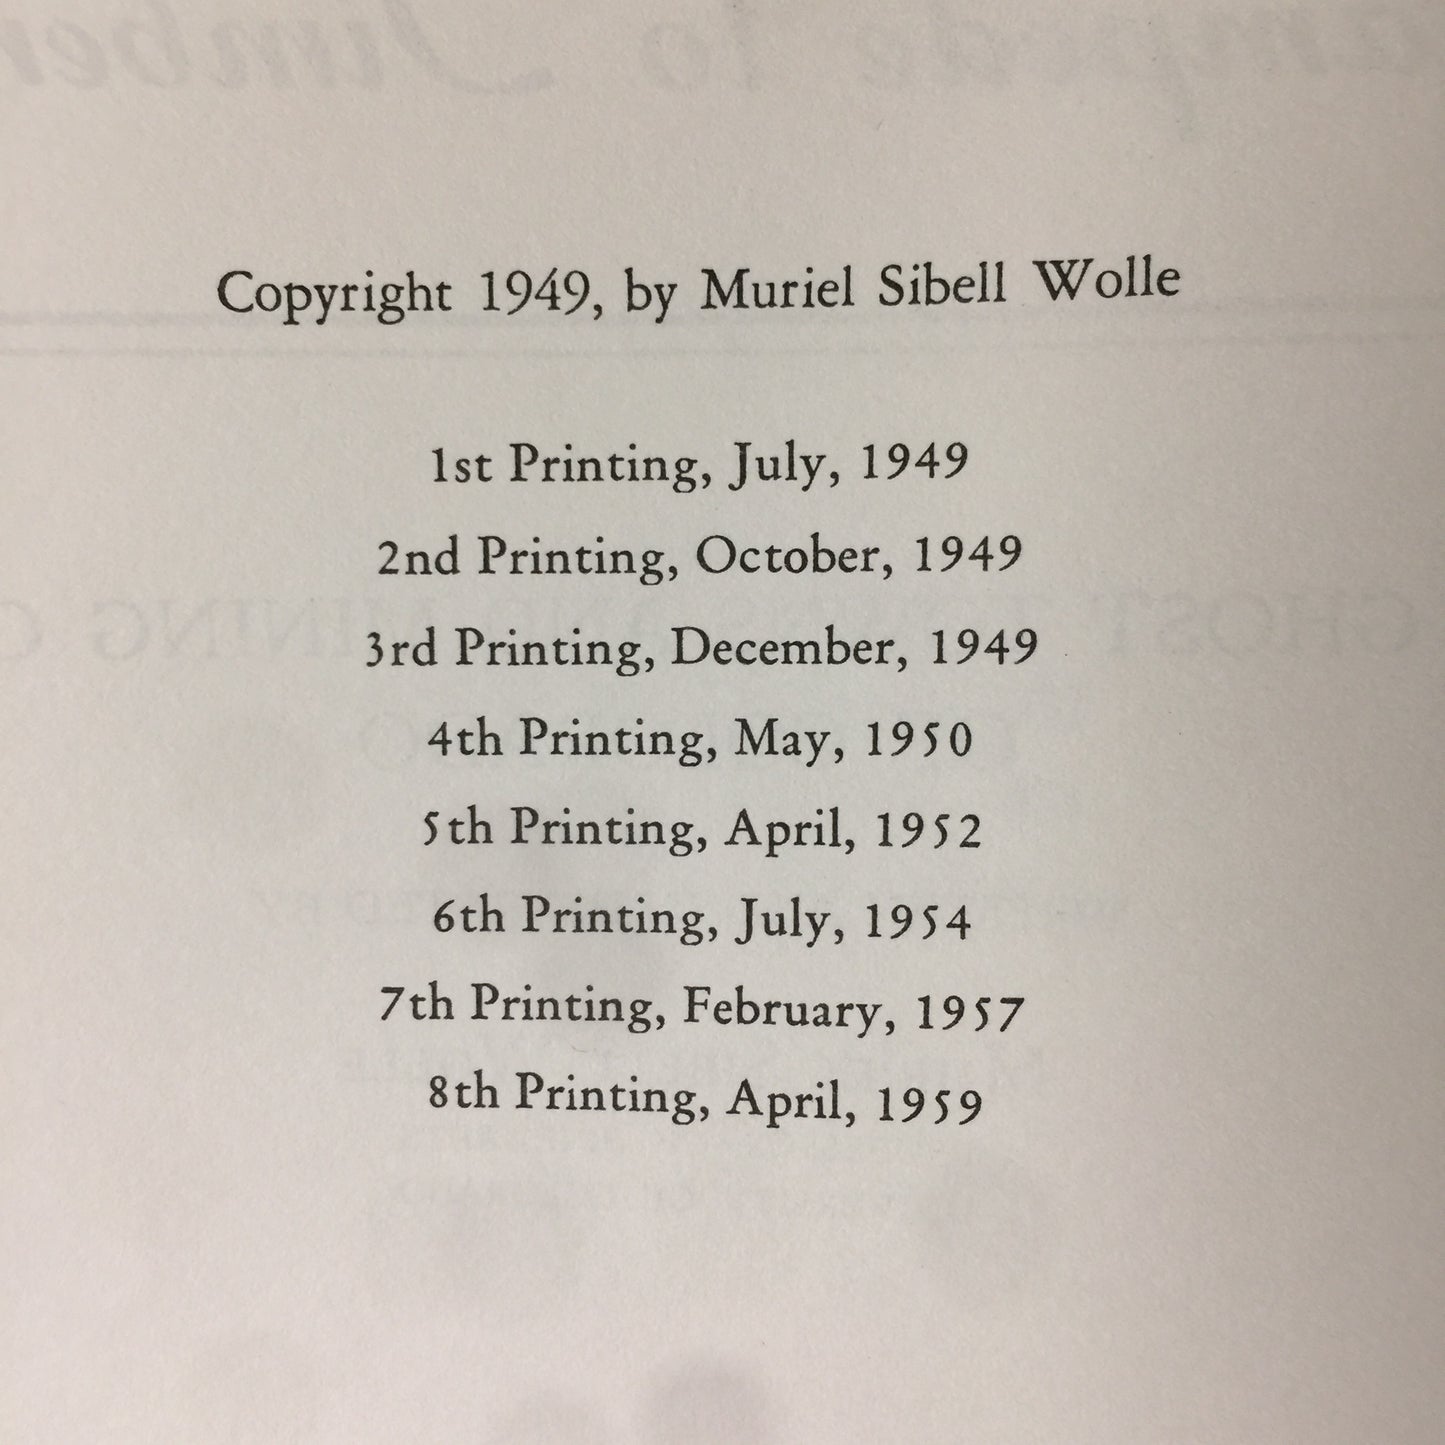 Copyright 1949, by Muriel Sibell Wolle
1st Printing, July, 1949
2nd Printing, October, 1949
3rd Printing, December, 1949
4th Printing, May, 1950
5th Printing, April, 1952
6th Printing, July, 1954
7th Printing, February, 1957
8th Printing, April, 1959